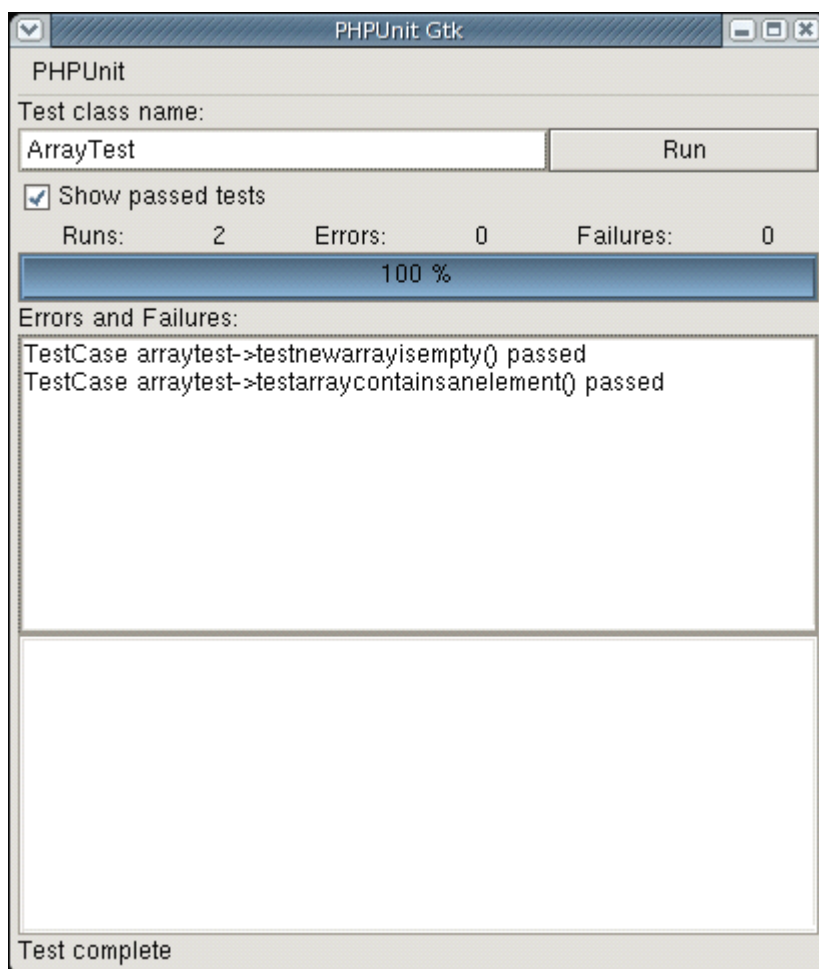 PHPUnit Gtk
PHPUnit
Test class name:
ArrayTest Run
Show passed tests
Runs: 2 Errors: 0 Failures: 0
100 %
Errors and Failures:
TestCase arraytest->testnewarrayisempty() passed
TestCase arraytest->testarraycontainsanelement() passed
Test complete